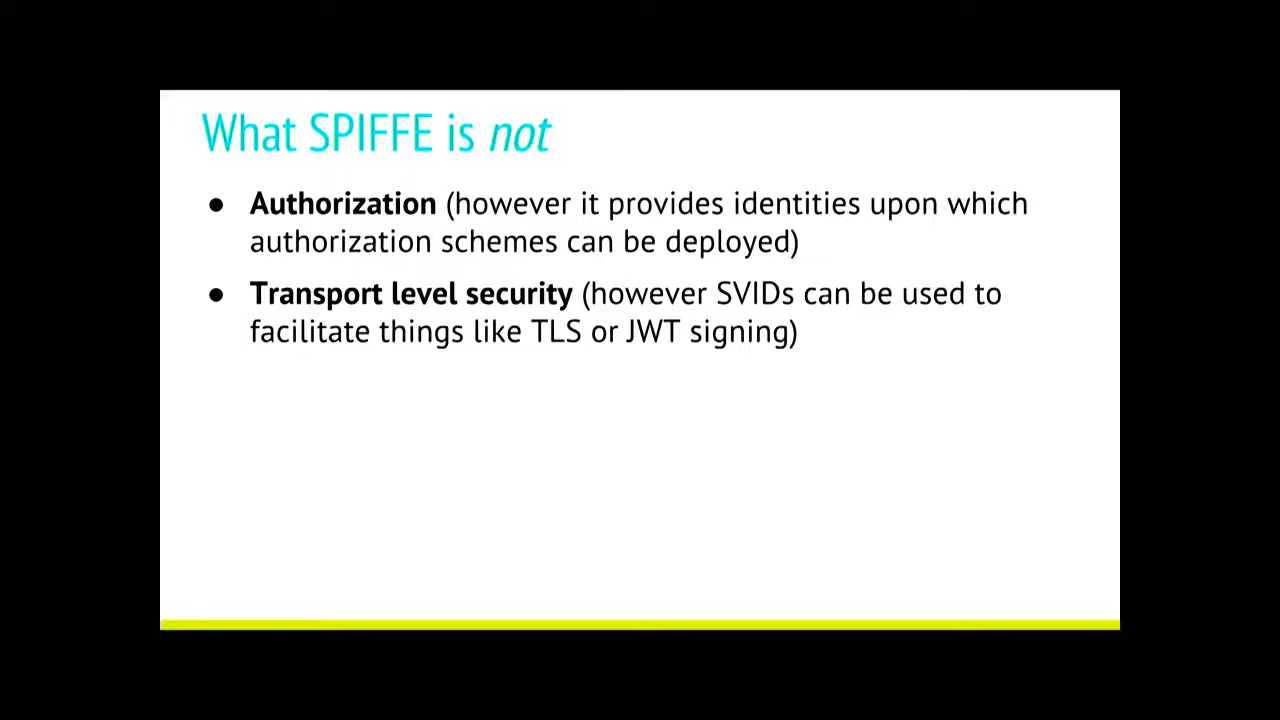 What SPIFFE is not
● Authorization (however it provides identities upon which
authorization schemes can be deployed)
● Transport level security (however SVIDs can be used to
facilitate things like TLS or JWT signing)